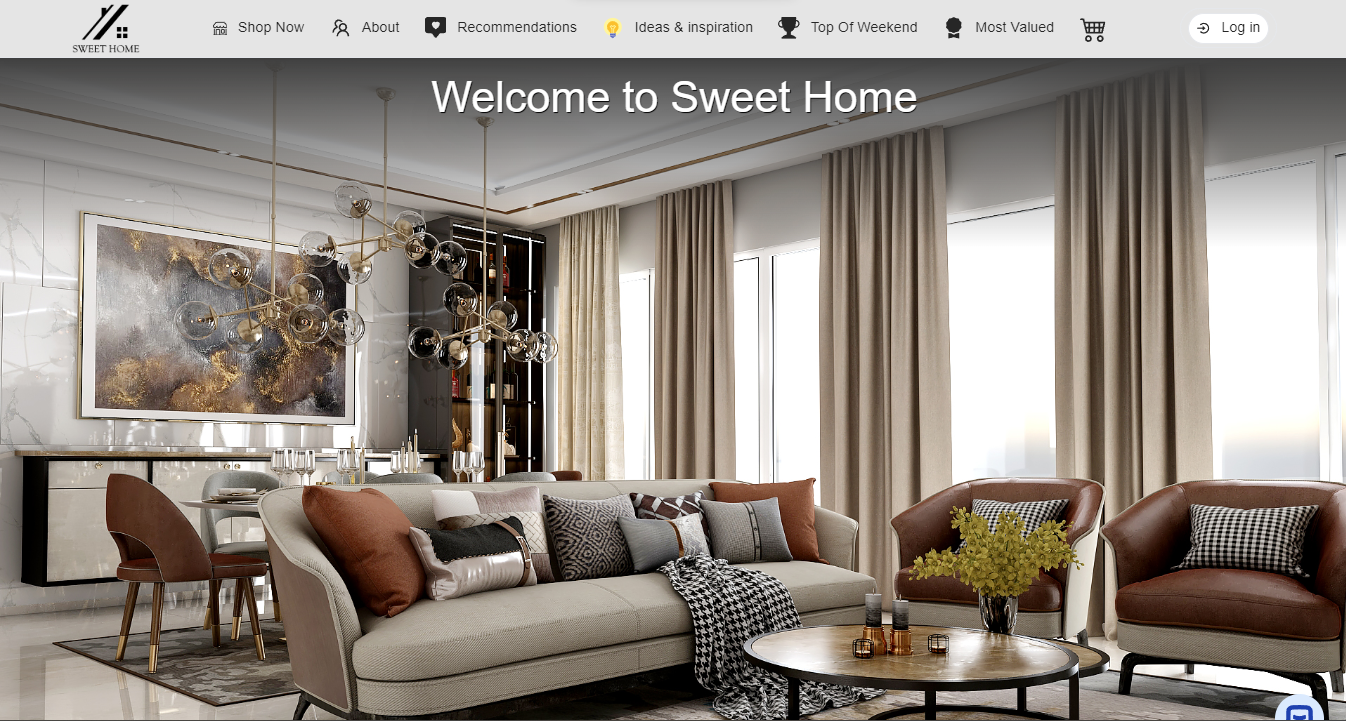 SWEET HOME
Shop Now
About
Recommendations
Ideas & inspiration
Top Of Weekend
Most Valued
Log in
Welcome to Sweet Home